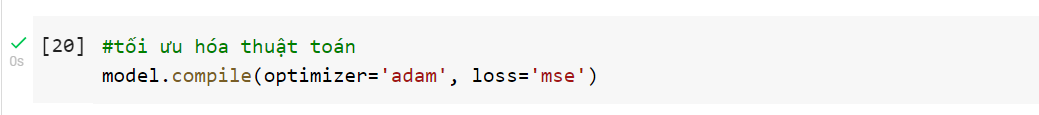 [20] #tối ưu hóa thuật toán
0s model.compile(optimizer='adam', loss='mse')